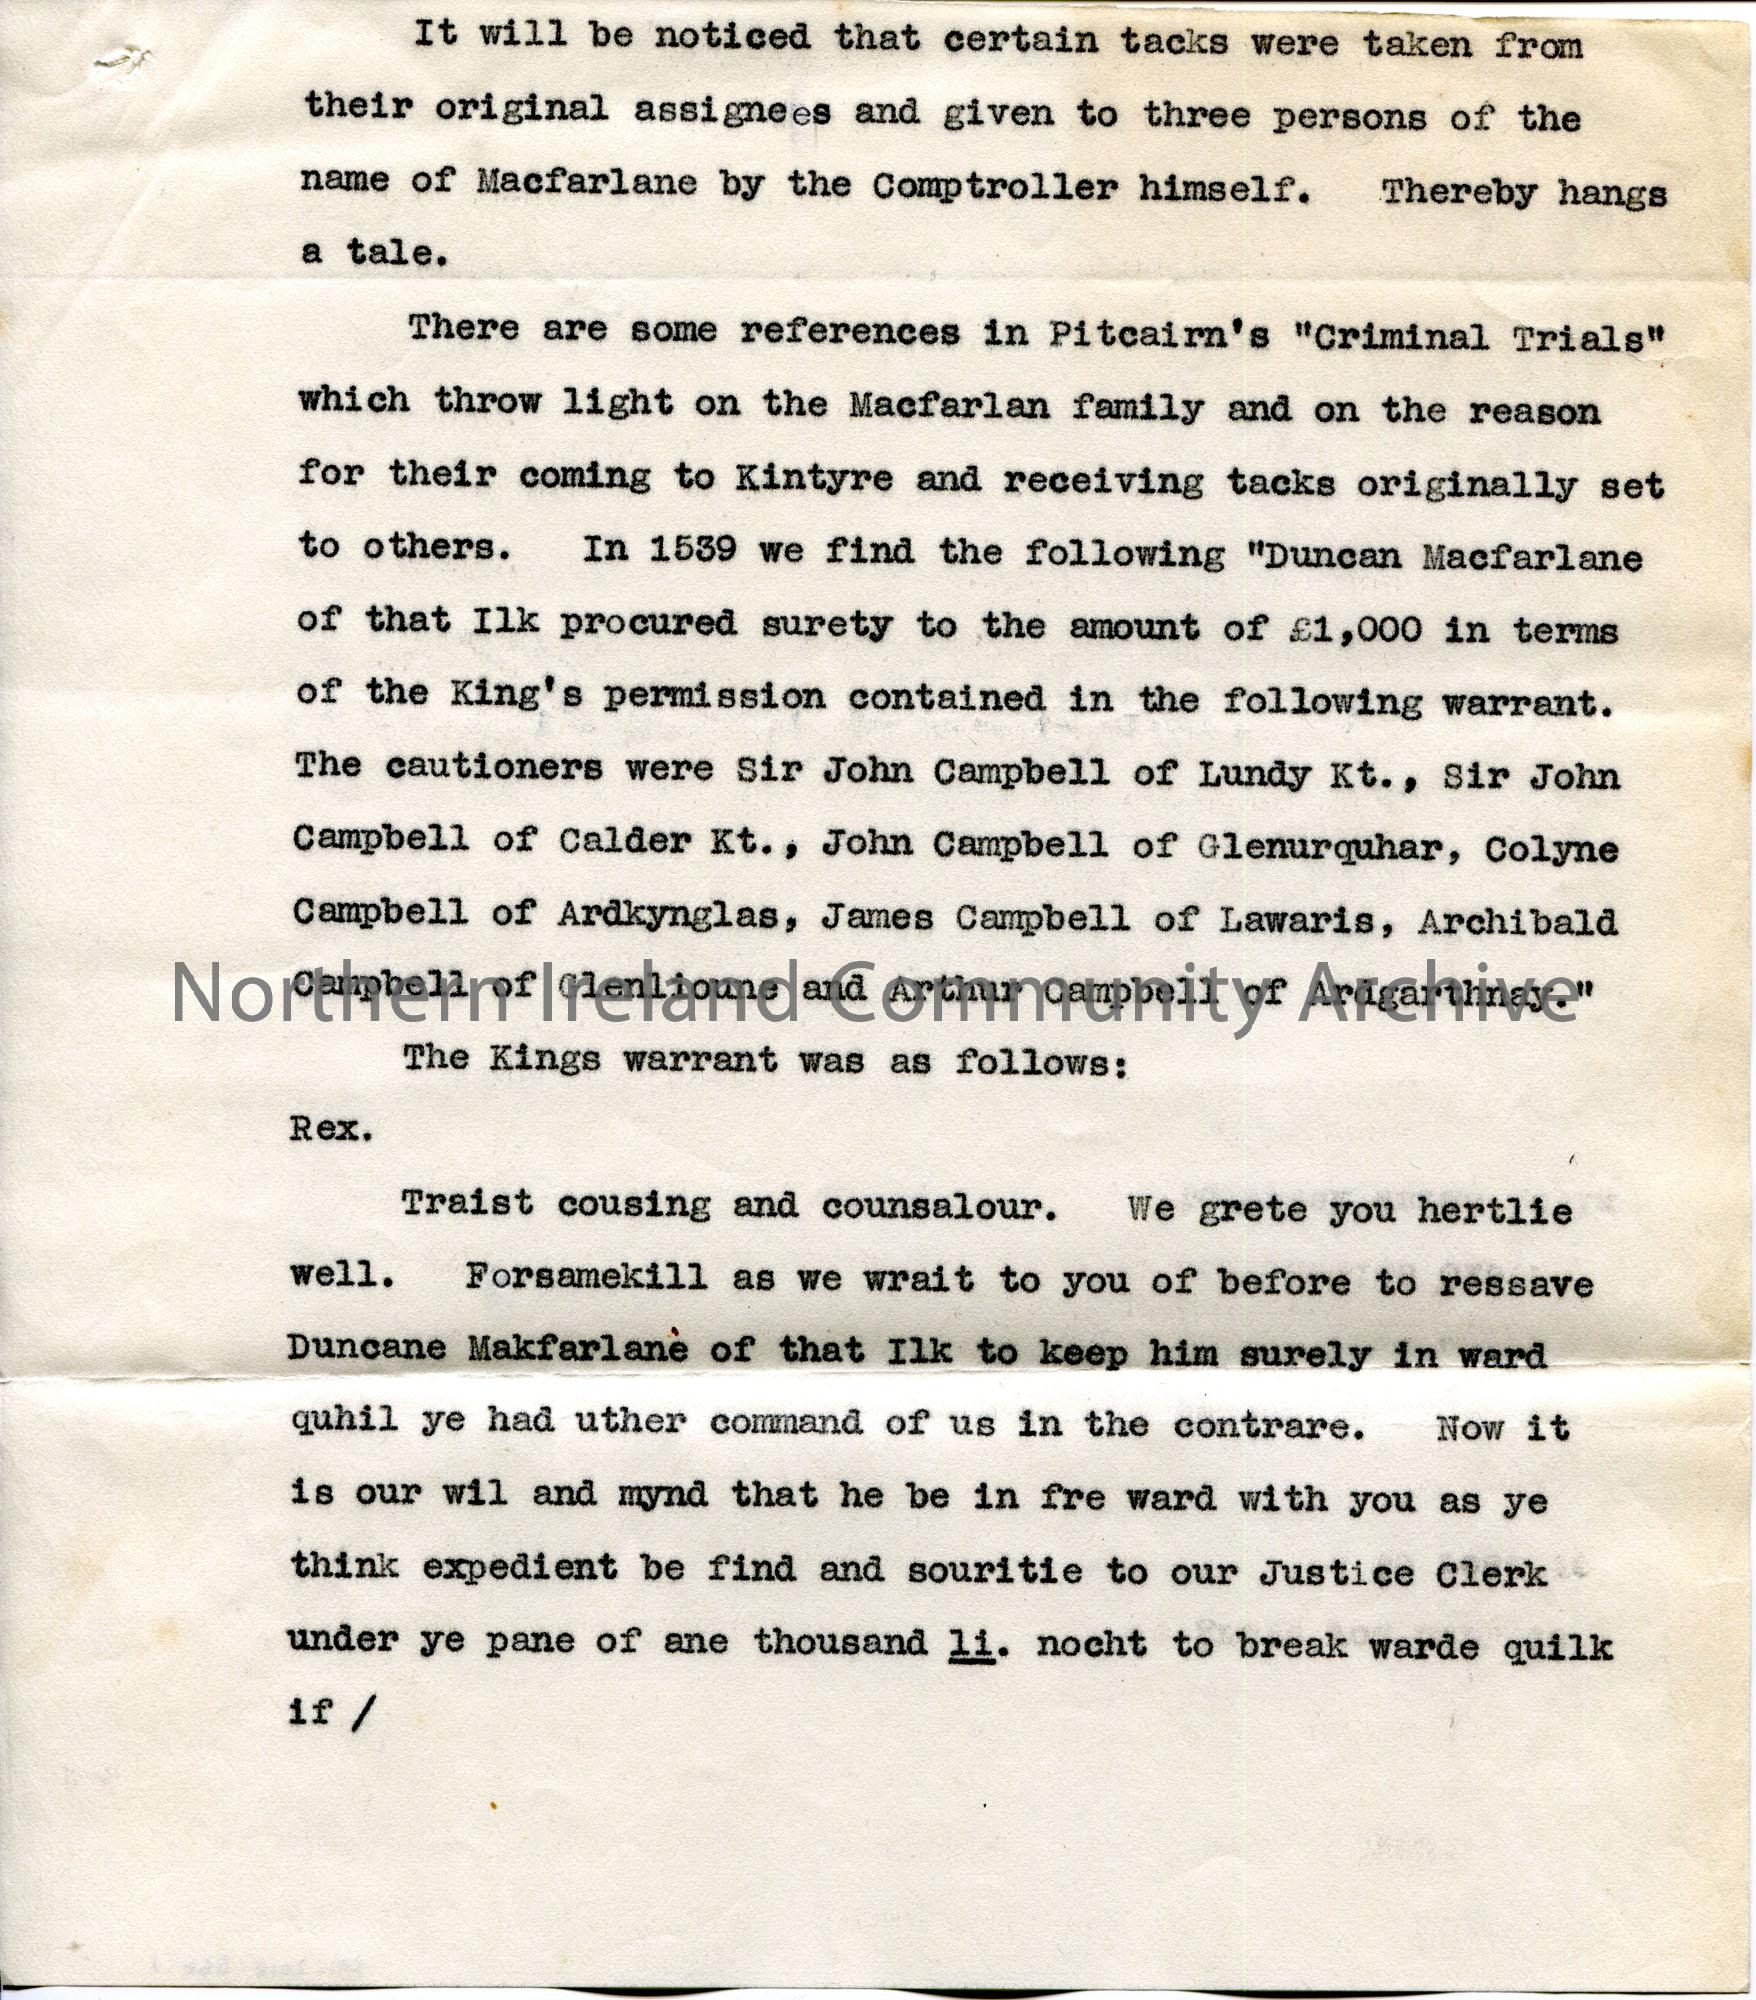 It will be noticed that certain tacks were taken from
their original assignees and given to three persons of the
name of Macfarlane by the Comptroller himself. Thereby hangs
a tale.
There are some references in Pitcairn's "Criminal Trials"
which throw light on the Macfarlan family and on the reason
for their coming to Kintyre and receiving tacks originally set
to others. In 1539 we find the following "Duncan Macfarlane
of that Ilk procured surety to the amount of £1,000 in terms
of the King's permission contained in the following warrant.
The cautioners were Sir John Campbell of Lundy Kt., Sir John
Campbell of Calder Kt., John Campbell of Glenurquhar, Colyne
Campbell of Ardkynglas, James Campbell of Lawaris, Archibald
Campbell of Glenlioune and Arthur Campbell of Ardgarthnay."
Northern Ireland Community Archive
The Kings warrant was as follows:
Rex.
Traist cousing and counsalour. We grete you hertlie
well. Forsamekill as we wrait to you of before to ressave
Duncane Makfarlane of that Ilk to keep him surely in ward
quhil ye had uther command of us in the contrare. Now it
is our wil and mynd that he be in fre ward with you as ye
think expedient be find and souritie to our Justice Clerk
under ye pane of ane thousand li. nocht to break warde quilk
if /